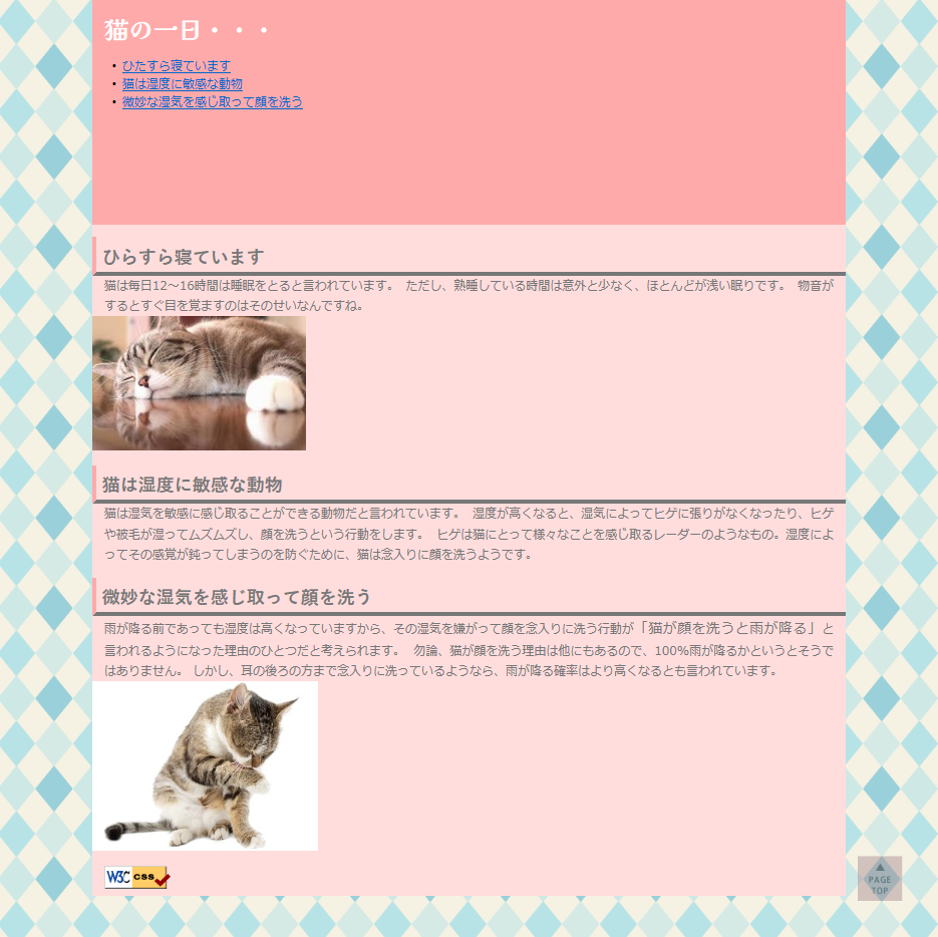 猫の一日・・・
・ひたすら寝ています
・猫は湿度に敏感な動物
・微妙な湿気を感じ取って顔を洗う
ひらすら寝ています
猫は毎日12～16時間は睡眠をとると言われています。 ただし、熟睡している時間は意外と少なく、ほとんどが浅い眠りです。 物音が
するとすぐ目を覚ますのはそのせいなんですね。
猫は湿度に敏感な動物
猫は湿気を敏感に感じ取ることができる動物だと言われています。 湿度が高くなると、湿気によってヒゲに張りがなくなったり、ヒゲ
や被毛が湿ってムズムズし、顔を洗うという行動をします。 ヒゲは猫にとって様々なことを感じ取るレーダーのようなもの。湿度によ
ってその感覚が鈍ってしまうのを防ぐために、猫は念入りに顔を洗うようです。
微妙な湿気を感じ取って顔を洗う
雨が降る前であっても湿度は高くなっていますから、その湿気を嫌がって顔を念入りに洗う行動が「猫が顔を洗うと雨が降る」と
言われるようになった理由のひとつだと考えられます。 勿論、猫が顔を洗う理由は他にもあるので、100%雨が降るかというとそうで
はありません。 しかし、耳の後ろの方まで念入りに洗っているようなら、雨が降る確率はより高くなるとも言われています。
W3C css
PAGE
TOP